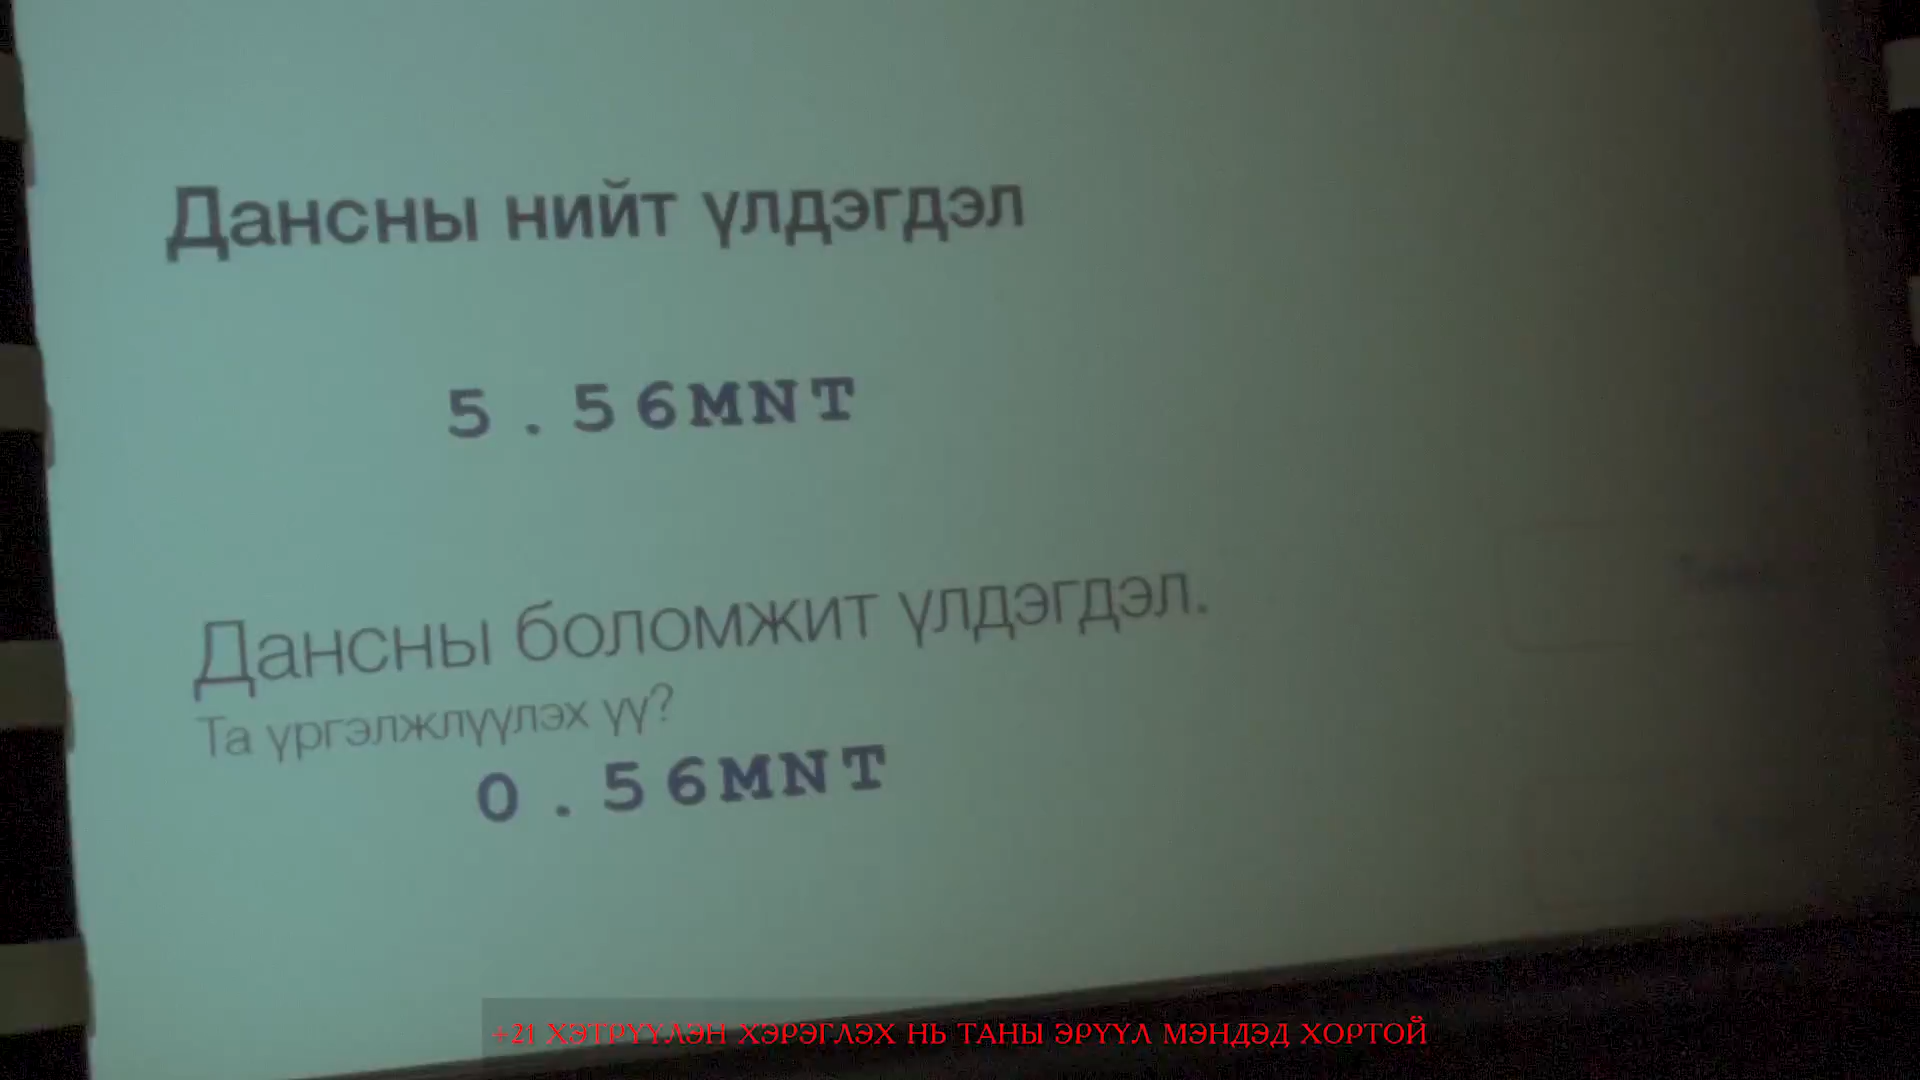 Дансны нийт үлдэгдэл
5.56MNT
Дансны боломжит үлдэгдэл.
Та үргэлжлүүлэх үү?
0.56MNT
+21 ХЭТРҮҮЛЭН ХЭРЭГЛЭХ НЬ ТАНЫ ЭРҮҮЛ МЭНДЭД ХОРТОЙ